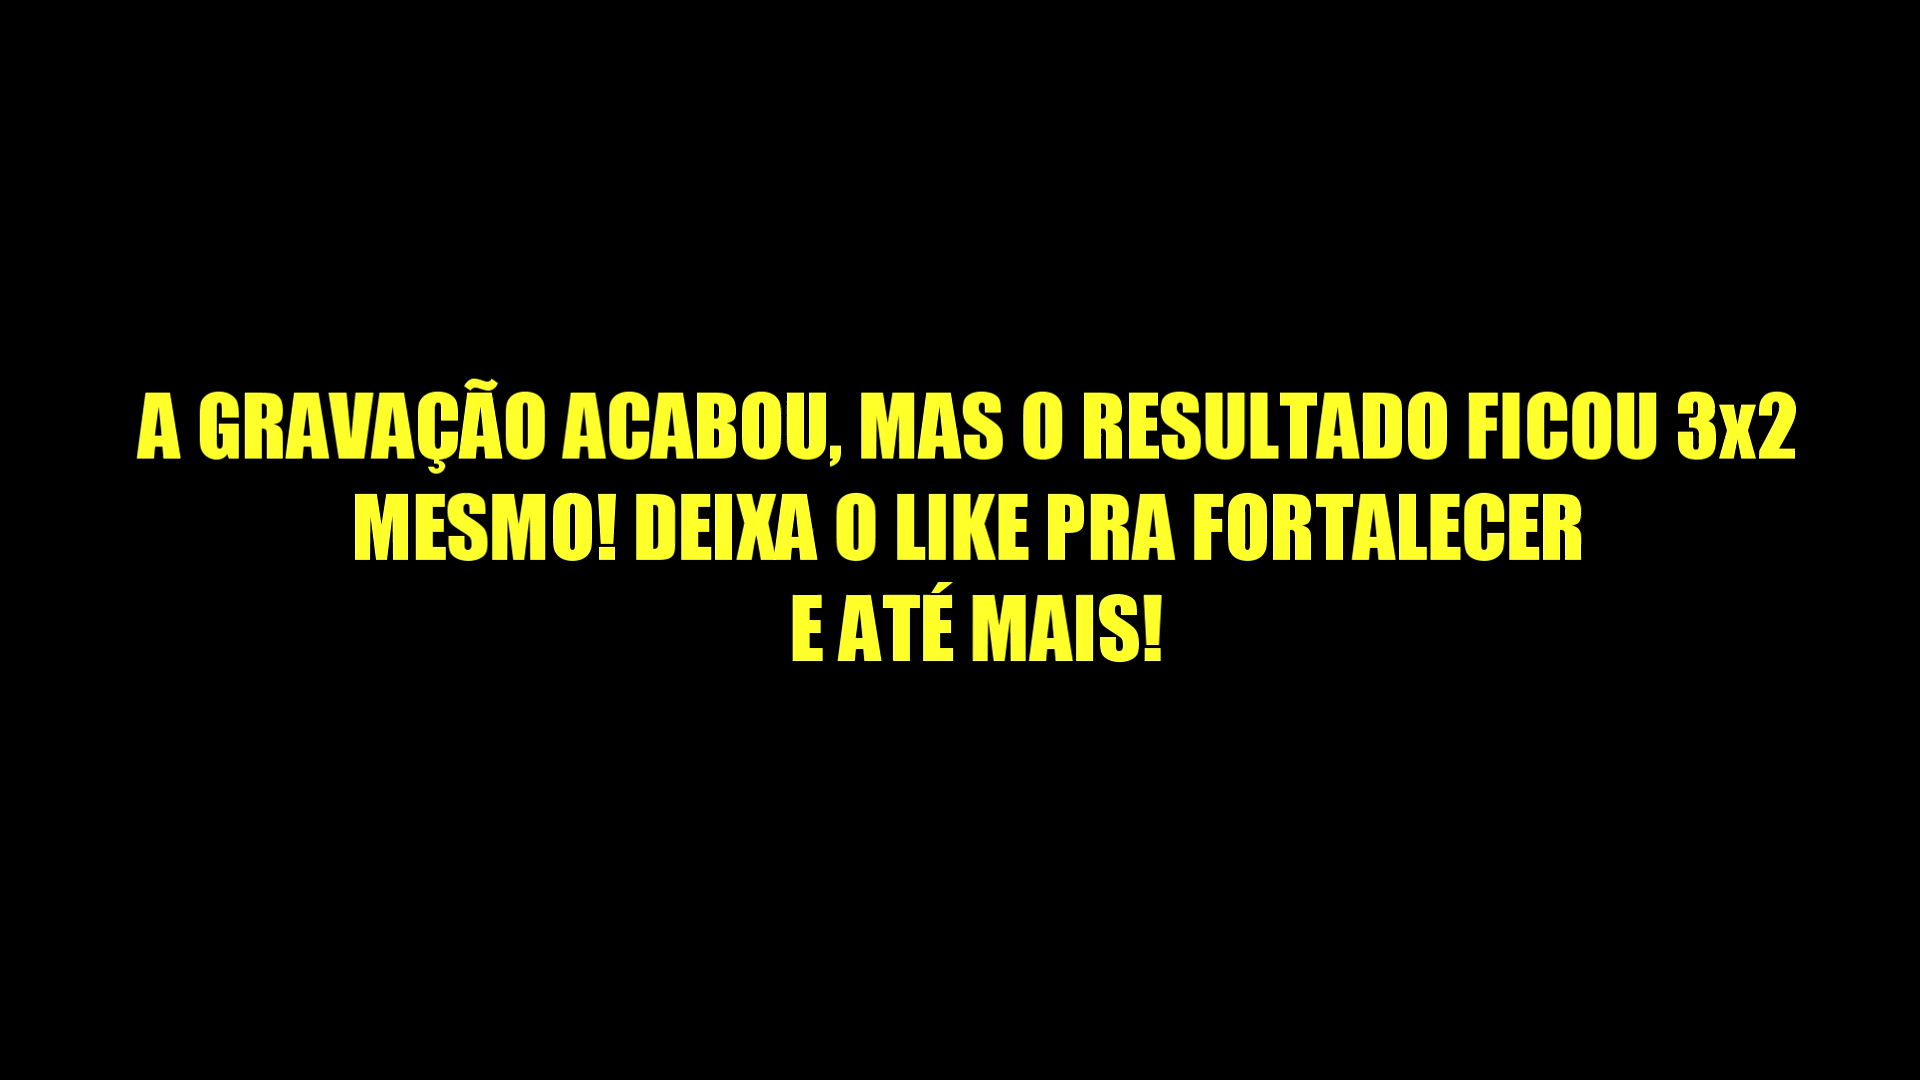 A GRAVAÇÃO ACABOU, MAS O RESULTADO FICOU 3x2
MESMO! DEIXA O LIKE PRA FORTALECER
E ATÉ MAIS!